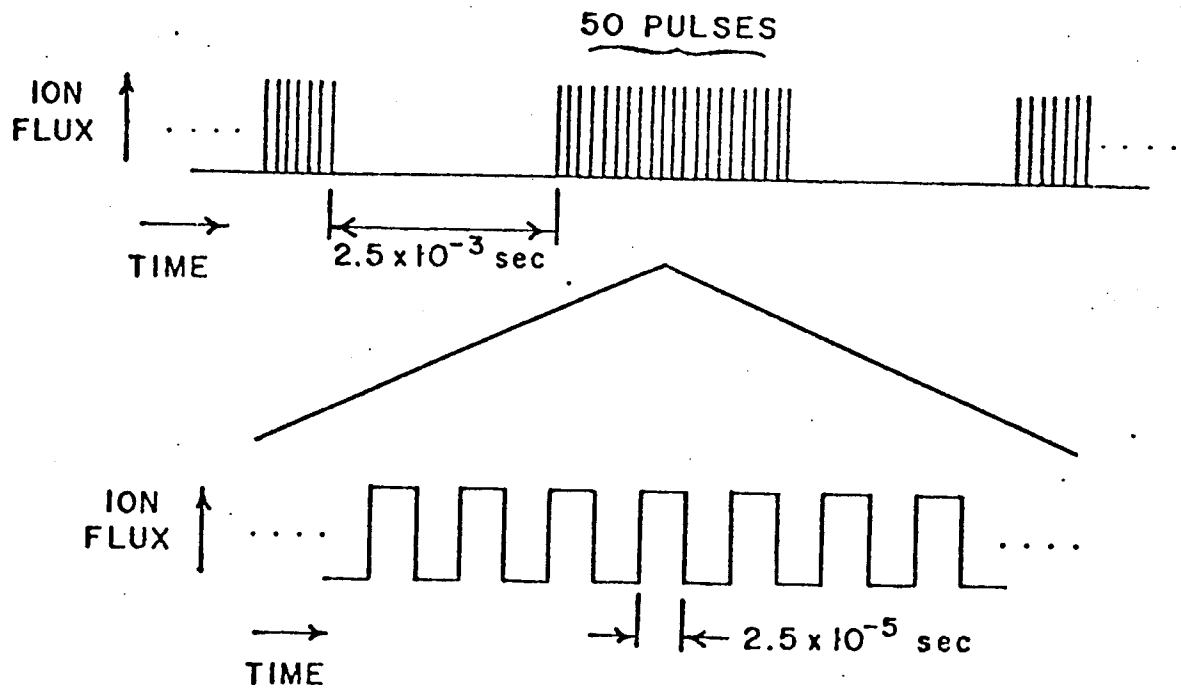 50 PULSES
ION
FLUX
. . . .
. . . .
2.5 x 10⁻³ sec
TIME
ION
FLUX
. . . .
. . . .
2.5 x 10⁻⁵ sec
TIME